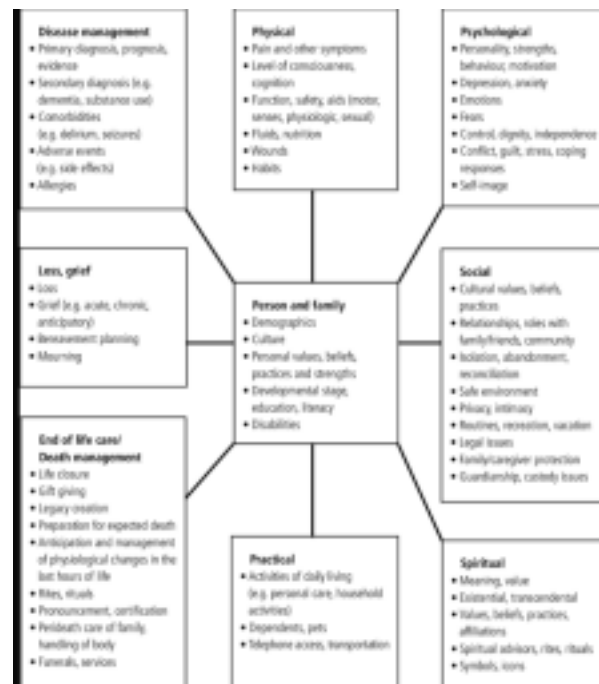 Disease management
• Primary diagnosis, prognosis,
evidence
• Secondary diagnosis (e.g.
dementia, substance use)
• Comorbidities
(e.g. delirium, seizures)
• Adverse events
(e.g. side effects)
• Allergies
Physical
• Pain and other symptoms
• Level of consciousness,
cognition
• Function, safety, aids (motor,
senses, physiologic, sexual)
• Fluids, nutrition
• Wounds
• Habits
Psychological
• Personality, strengths,
behaviour, motivation
• Depression, anxiety
• Emotions
• Fears
• Control, dignity, independence
• Conflict, guilt, stress, coping
responses
• Self-image
Loss, grief
• Loss
• Grief (e.g. acute, chronic,
anticipatory)
• Bereavement planning
• Mourning
Person and family
• Demographics
• Culture
• Personal values, beliefs,
practices and strengths
• Developmental stage,
education, literacy
• Disabilities
Social
• Cultural values, beliefs,
practices
• Relationships, roles with
family/friends, community
• Isolation, abandonment,
reconciliation
• Safe environment
• Privacy, intimacy
• Routines, recreation, vacation
• Legal issues
• Family/caregiver protection
• Guardianship, custody issues
End of life care/
Death management
• Life closure
• Gift giving
• Legacy creation
• Preparation for expected death
• Anticipation and management
of physiological changes in the
last hours of life
• Rites, rituals
• Pronouncement, certification
• Perideath care of family,
handling of body
• Funerals, services
Practical
• Activities of daily living
(e.g. personal care, household
activities)
• Dependents, pets
• Telephone access, transportation
Spiritual
• Meaning, value
• Existential, transcendental
• Values, beliefs, practices,
affiliations
• Spiritual advisors, rites, rituals
• Symbols, icons